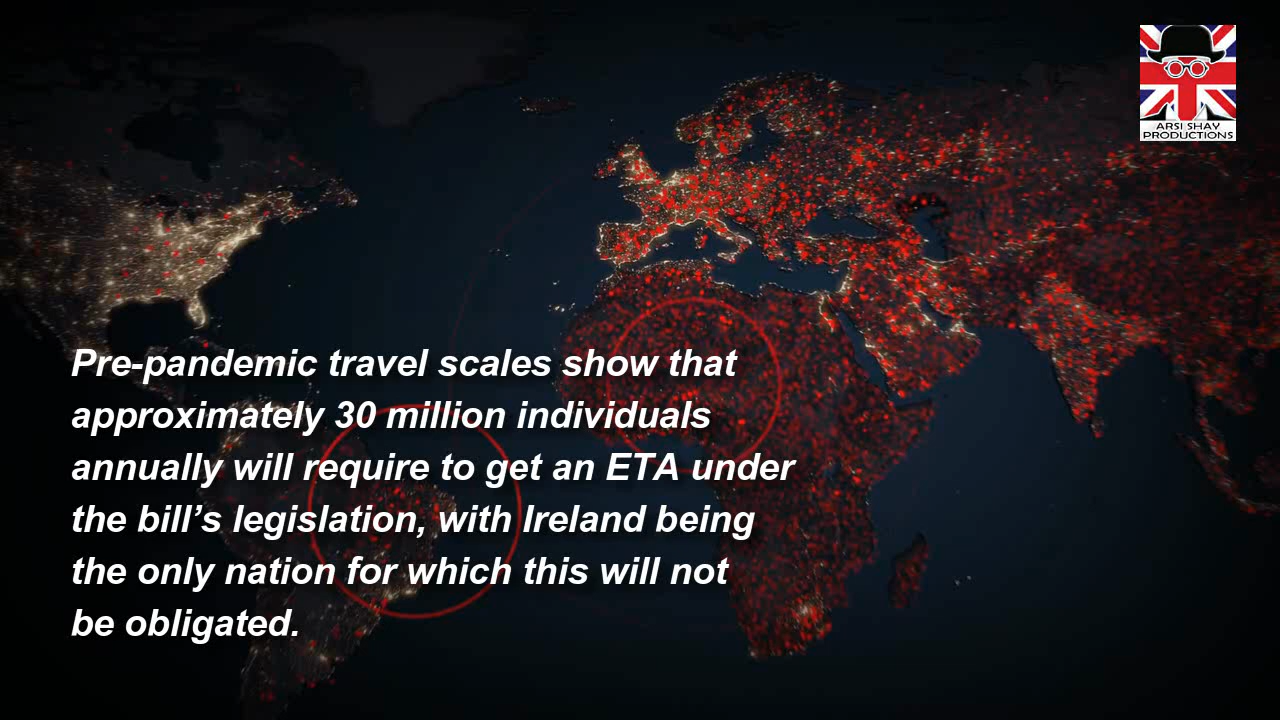 ARSI SHAY
PRODUCTIONS
Pre-pandemic travel scales show that
approximately 30 million individuals
annually will require to get an ETA under
the bill’s legislation, with Ireland being
the only nation for which this will not
be obligated.